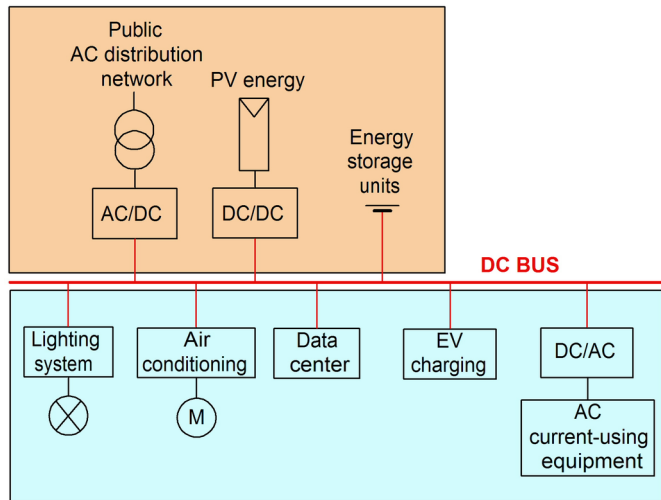 Public
AC distribution
network
PV energy
Energy
storage
units
AC/DC
DC/DC
DC BUS
Lighting
system
Air
conditioning
Data
center
EV
charging
DC/AC
M
AC
current-using
equipment